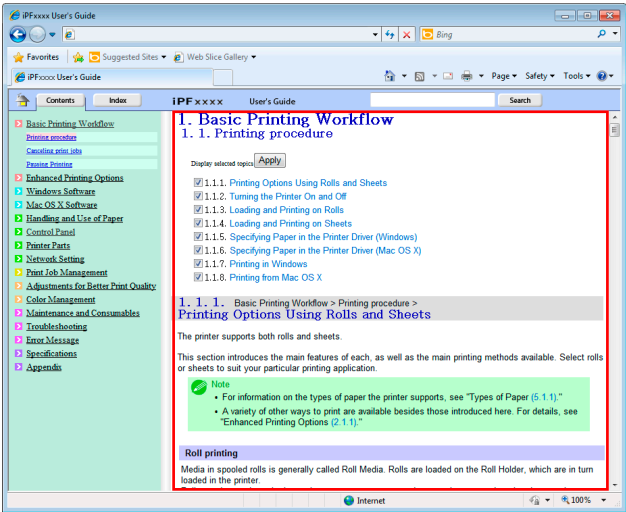 iPFxxxx User's Guide
Bing
Favorites Suggested Sites Web Slice Gallery
iPFxxxx User's Guide
Page Safety Tools
Contents Index iPFxxxx User's Guide Search
Basic Printing Workflow
Printing procedure
Canceling print jobs
Pausing Printing
Enhanced Printing Options
Windows Software
Mac OS X Software
Handling and Use of Paper
Control Panel
Printer Parts
Network Setting
Print Job Management
Adjustments for Better Print Quality
Color Management
Maintenance and Consumables
Troubleshooting
Error Message
Specifications
Appendix
1. Basic Printing Workflow
1. 1. Printing procedure
Display selected topics Apply
1.1.1. Printing Options Using Rolls and Sheets
1.1.2. Turning the Printer On and Off
1.1.3. Loading and Printing on Rolls
1.1.4. Loading and Printing on Sheets
1.1.5. Specifying Paper in the Printer Driver (Windows)
1.1.6. Specifying Paper in the Printer Driver (Mac OS X)
1.1.7. Printing in Windows
1.1.8. Printing from Mac OS X
1. 1. 1. Basic Printing Workflow > Printing procedure >
Printing Options Using Rolls and Sheets
The printer supports both rolls and sheets.
This section introduces the main features of each, as well as the main printing methods available. Select rolls
or sheets to suit your particular printing application.
Note
• For information on the types of paper the printer supports, see "Types of Paper (5.1.1)."
• A variety of other ways to print are available besides those introduced here. For details, see
"Enhanced Printing Options (2.1.1)."
Roll printing
Media in spooled rolls is generally called Roll Media. Rolls are loaded on the Roll Holder, which are in turn
loaded in the printer.
Internet 100%